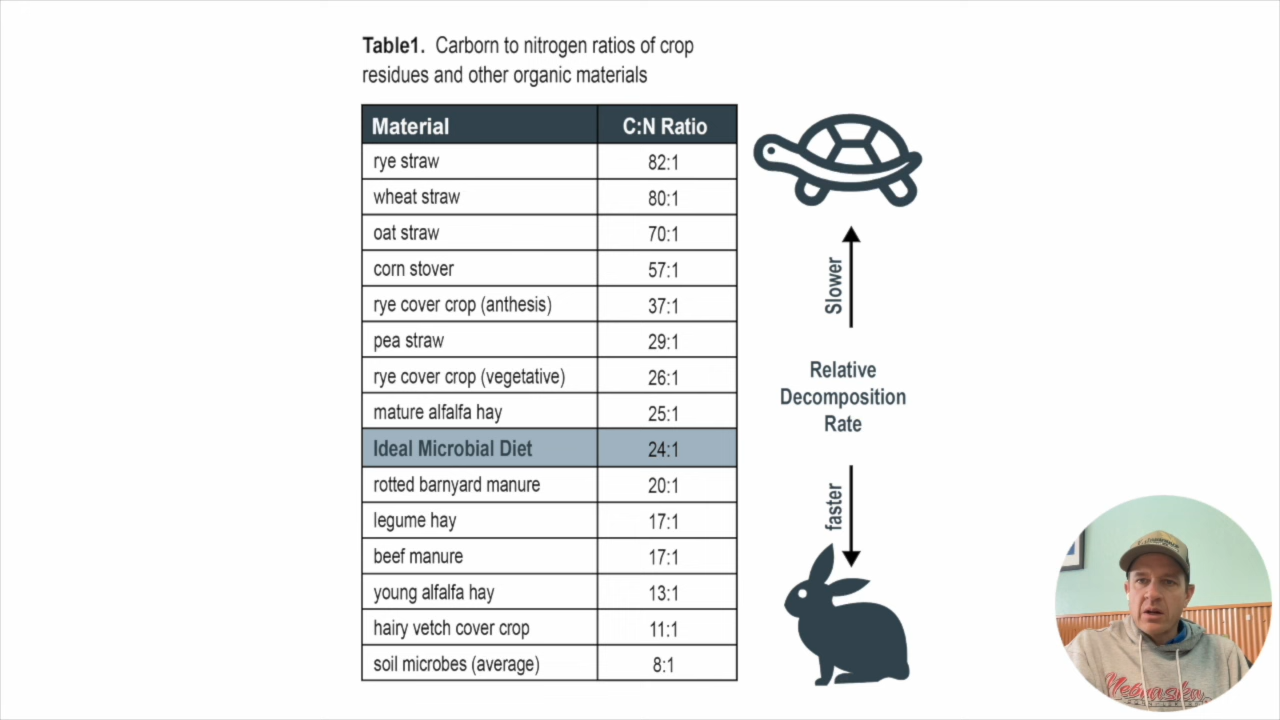 Table1. Carborn to nitrogen ratios of crop
residues and other organic materials
Material C:N Ratio
rye straw 82:1
wheat straw 80:1
oat straw 70:1
corn stover 57:1
rye cover crop (anthesis) 37:1
pea straw 29:1
rye cover crop (vegetative) 26:1
mature alfalfa hay 25:1
Ideal Microbial Diet 24:1
rotted barnyard manure 20:1
legume hay 17:1
beef manure 17:1
young alfalfa hay 13:1
hairy vetch cover crop 11:1
soil microbes (average) 8:1
Slower
Relative
Decomposition
Rate
faster
Nebraska